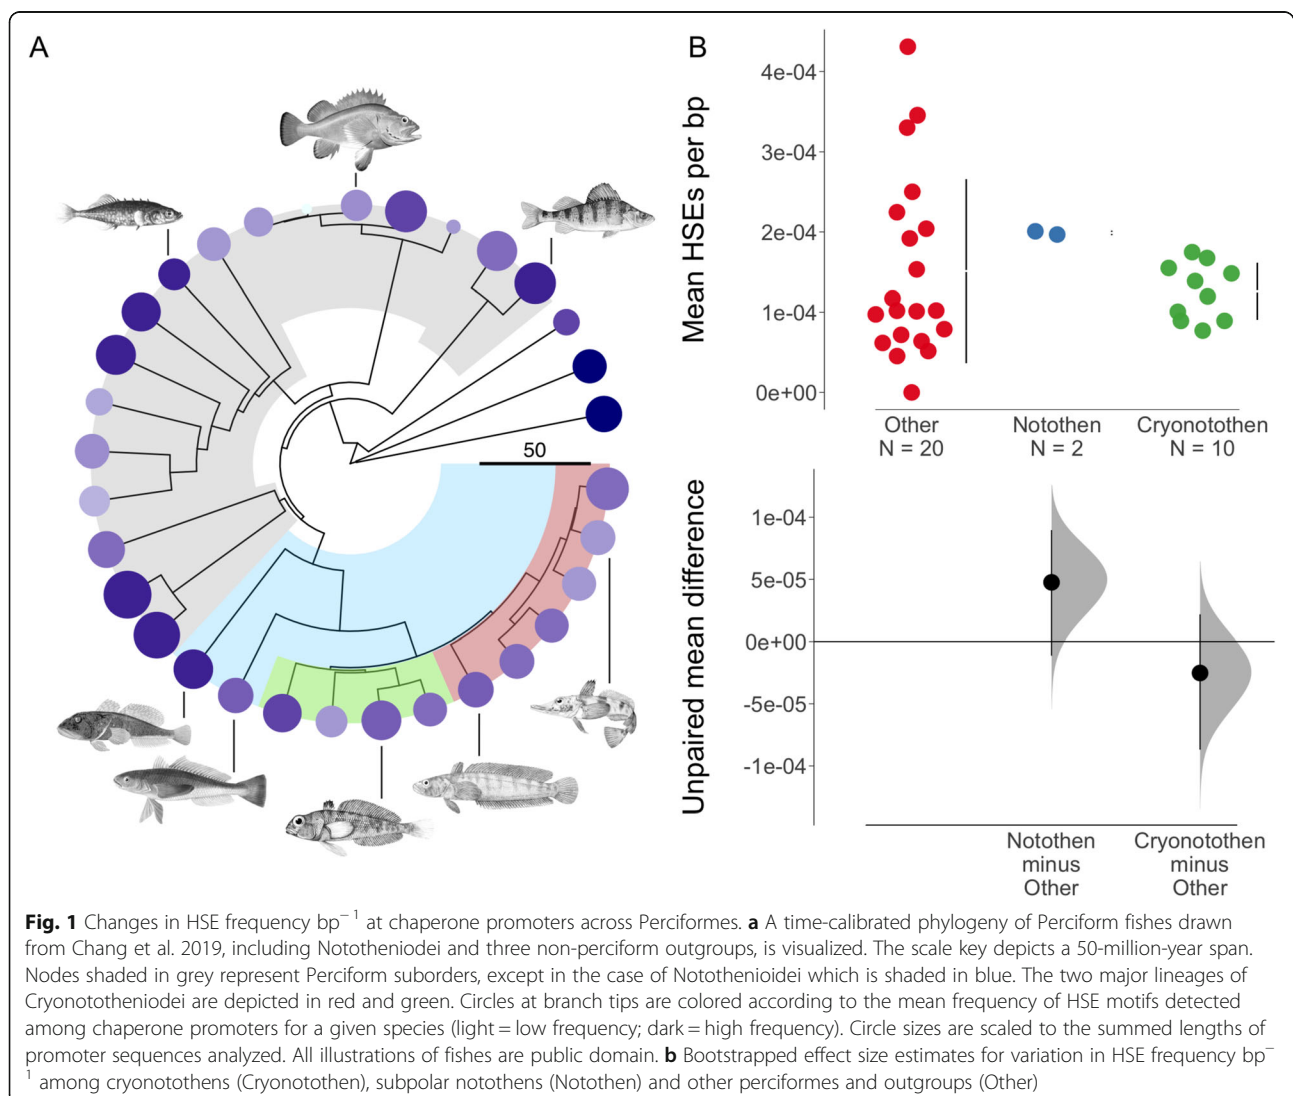 A
50
B
Mean HSEs per bp
4e-04
3e-04
2e-04
1e-04
0e+00
Other
N = 20
Notothen
N = 2
Cryonotothen
N = 10
Unpaired mean difference
1e-04
5e-05
0e+00
-5e-05
-1e-04
Notothen
minus
Other
Cryonotothen
minus
Other
Fig. 1 Changes in HSE frequency bp⁻¹ at chaperone promoters across Perciformes. a A time-calibrated phylogeny of Perciform fishes drawn
from Chang et al. 2019, including Nototheniodei and three non-perciform outgroups, is visualized. The scale key depicts a 50-million-year span.
Nodes shaded in grey represent Perciform suborders, except in the case of Notothenioidei which is shaded in blue. The two major lineages of
Cryonototheniodei are depicted in red and green. Circles at branch tips are colored according to the mean frequency of HSE motifs detected
among chaperone promoters for a given species (light = low frequency; dark = high frequency). Circle sizes are scaled to the summed lengths of
promoter sequences analyzed. All illustrations of fishes are public domain. b Bootstrapped effect size estimates for variation in HSE frequency bp⁻
¹ among cryonotothens (Cryonotothen), subpolar notothens (Notothen) and other perciformes and outgroups (Other)